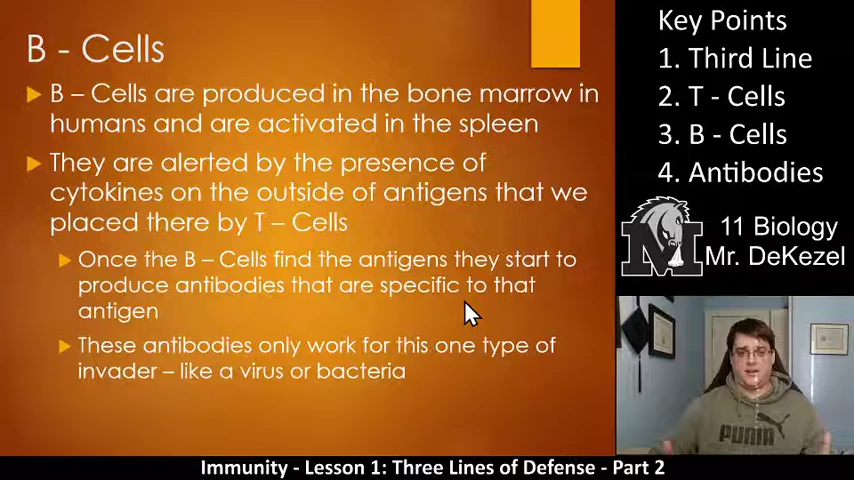 B - Cells
B – Cells are produced in the bone marrow in
humans and are activated in the spleen
They are alerted by the presence of
cytokines on the outside of antigens that we
placed there by T – Cells
Once the B – Cells find the antigens they start to
produce antibodies that are specific to that
antigen
These antibodies only work for this one type of
invader – like a virus or bacteria
Key Points
1. Third Line
2. T - Cells
3. B - Cells
4. Antibodies
M
11 Biology
Mr. DeKezel
PUMA
Immunity - Lesson 1: Three Lines of Defense - Part 2